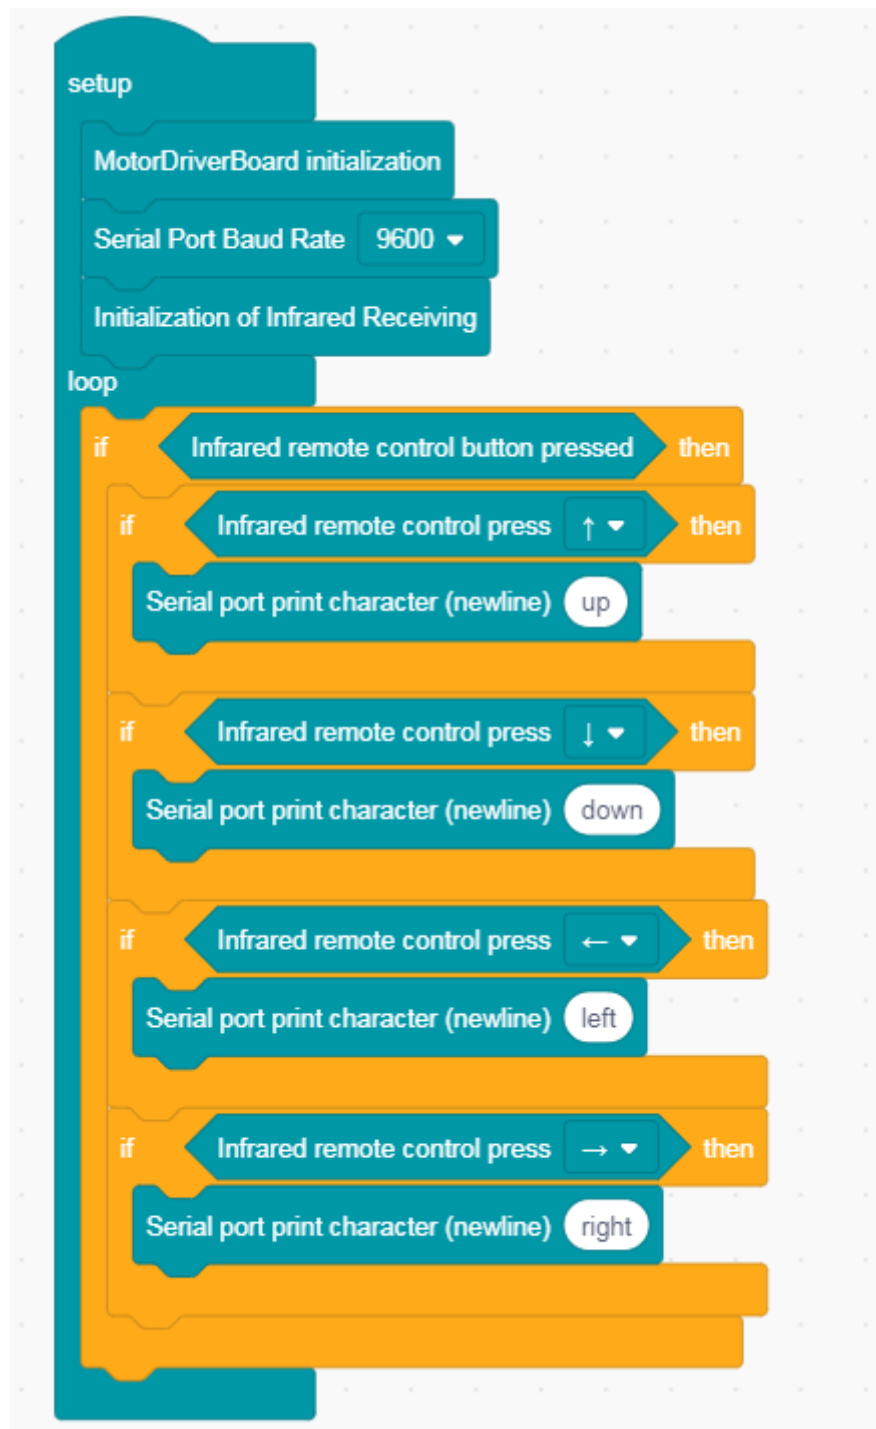 setup
MotorDriverBoard initialization
Serial Port Baud Rate 9600
Initialization of Infrared Receiving
loop
if Infrared remote control button pressed then
if Infrared remote control press ↑ then
Serial port print character (newline) up
if Infrared remote control press ↓ then
Serial port print character (newline) down
if Infrared remote control press ← then
Serial port print character (newline) left
if Infrared remote control press → then
Serial port print character (newline) right